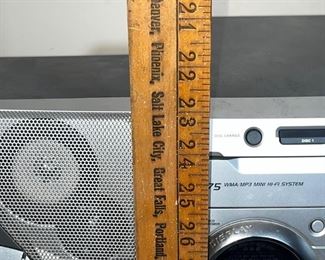 Denver, Phoenix, Salt Lake City, Great Falls, Portland,
21
22
23
24
25
26
DISC CHANGE
DISC 1
75 WMA/MP3 MINI HI-FI SYSTEM